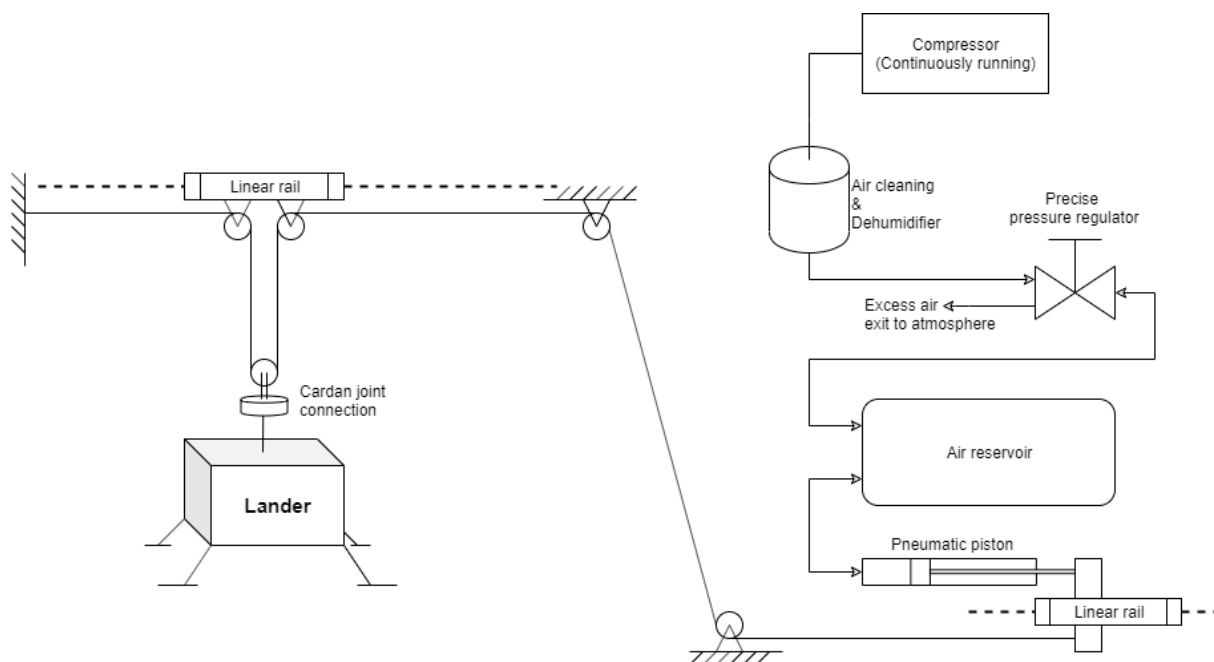 Compressor
(Continuously running)
Linear rail
Air cleaning
&
Dehumidifier
Precise
pressure regulator
Excess air
exit to atmosphere
Cardan joint
connection
Lander
Air reservoir
Pneumatic piston
Linear rail